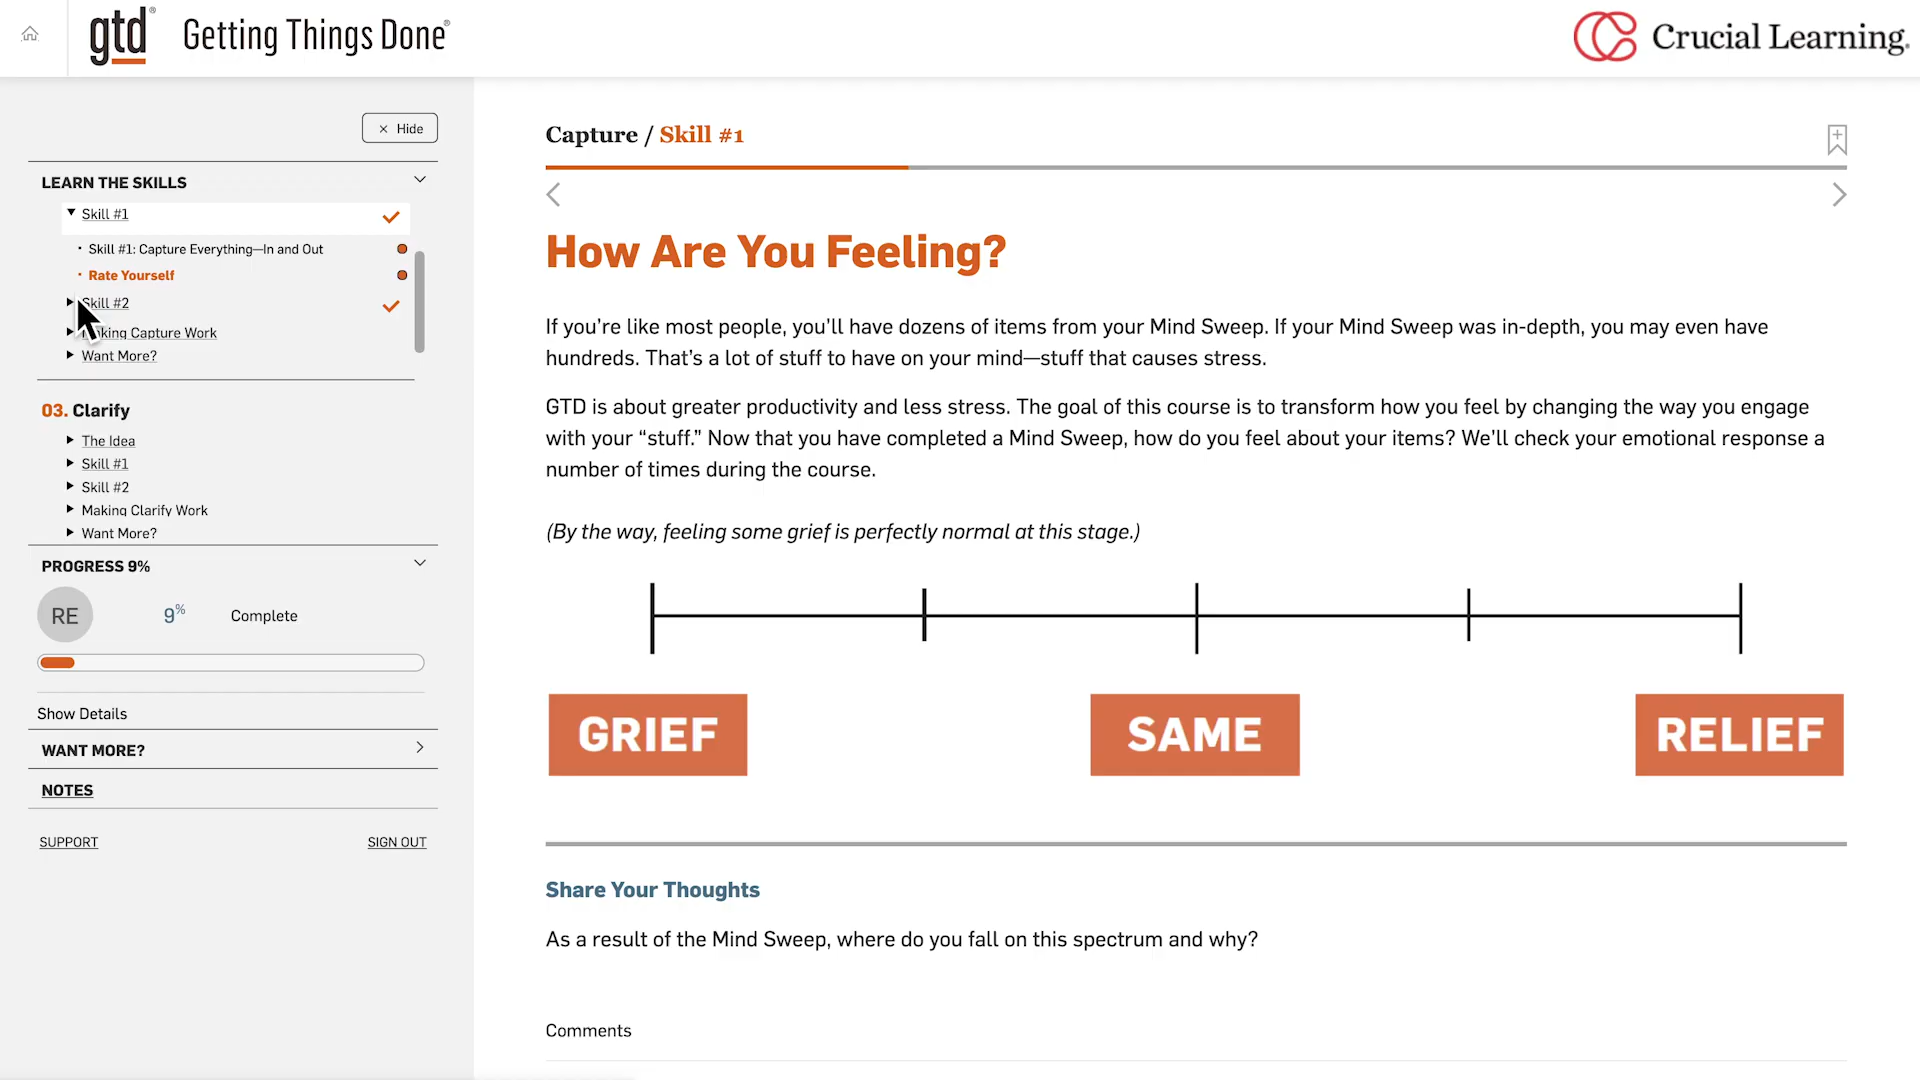 gtd® Getting Things Done®
Crucial Learning.
× Hide
LEARN THE SKILLS
Skill #1
Skill #1: Capture Everything—In and Out
Rate Yourself
Skill #2
king Capture Work
Want More?
03. Clarify
The Idea
Skill #1
Skill #2
Making Clarify Work
Want More?
PROGRESS 9%
RE 9% Complete
Show Details
WANT MORE?
NOTES
SUPPORT SIGN OUT
Capture / Skill #1
How Are You Feeling?
If you’re like most people, you’ll have dozens of items from your Mind Sweep. If your Mind Sweep was in-depth, you may even have
hundreds. That’s a lot of stuff to have on your mind—stuff that causes stress.
GTD is about greater productivity and less stress. The goal of this course is to transform how you feel by changing the way you engage
with your “stuff.” Now that you have completed a Mind Sweep, how do you feel about your items? We’ll check your emotional response a
number of times during the course.
(By the way, feeling some grief is perfectly normal at this stage.)
GRIEF SAME RELIEF
Share Your Thoughts
As a result of the Mind Sweep, where do you fall on this spectrum and why?
Comments